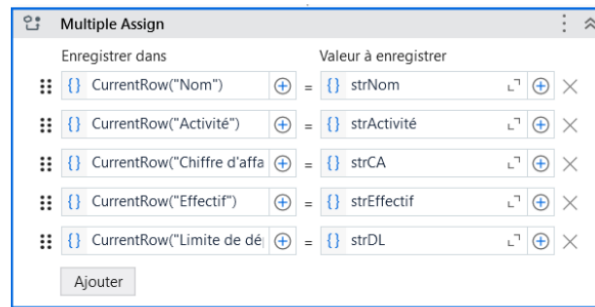 Multiple Assign
Enregistrer dans Valeur à enregistrer
{} CurrentRow("Nom") = {} strNom
{} CurrentRow("Activité") = {} strActivité
{} CurrentRow("Chiffre d'affa = {} strCA
{} CurrentRow("Effectif") = {} strEffectif
{} CurrentRow("Limite de dé = {} strDL
Ajouter